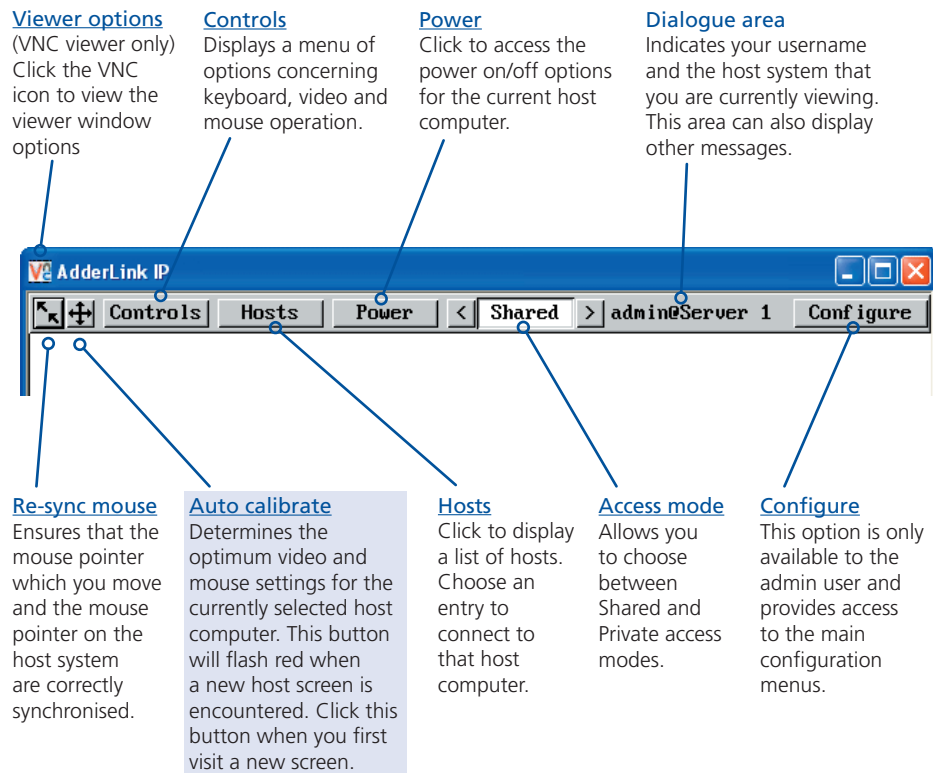 Viewer options
(VNC viewer only)
Click the VNC
icon to view the
viewer window
options
Controls
Displays a menu of
options concerning
keyboard, video and
mouse operation.
Power
Click to access the
power on/off options
for the current host
computer.
Dialogue area
Indicates your username
and the host system that
you are currently viewing.
This area can also display
other messages.
AdderLink IP
Controls Hosts Power < Shared > admin@Server 1 Configure
Re-sync mouse
Ensures that the
mouse pointer
which you move
and the mouse
pointer on the
host system
are correctly
synchronised.
Auto calibrate
Determines the
optimum video and
mouse settings for the
currently selected host
computer. This button
will flash red when
a new host screen is
encountered. Click this
button when you first
visit a new screen.
Hosts
Click to display
a list of hosts.
Choose an
entry to
connect to
that host
computer.
Access mode
Allows you
to choose
between
Shared and
Private access
modes.
Configure
This option is only
available to the
admin user and
provides access
to the main
configuration
menus.